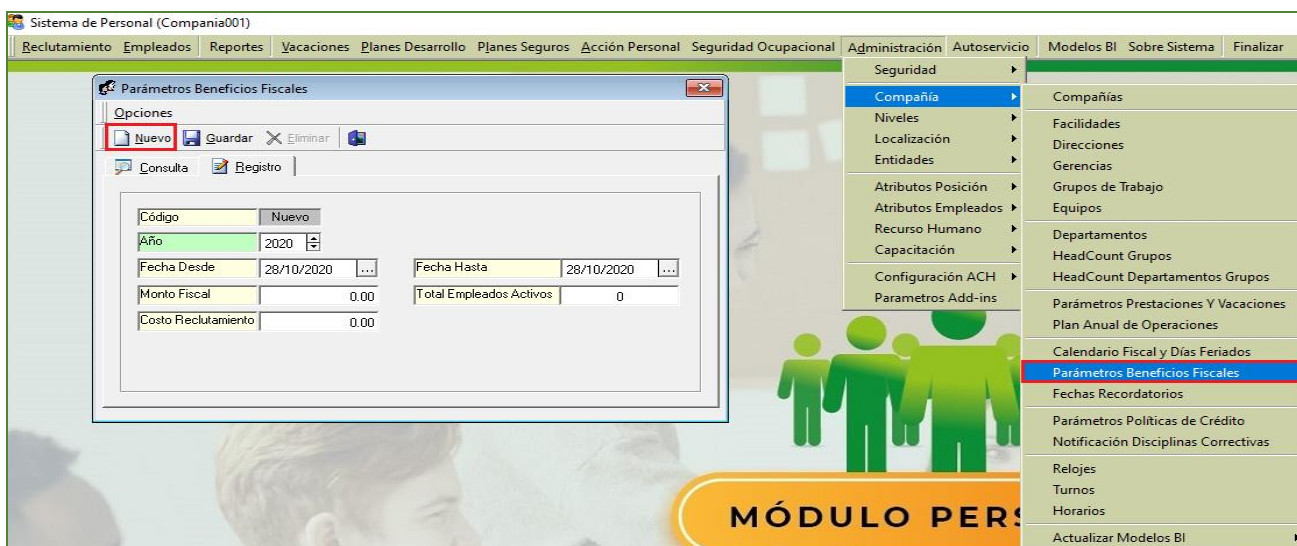 Sistema de Personal (Compania001)
Reclutamiento Empleados Reportes Vacaciones Planes Desarrollo Planes Seguros Acción Personal Seguridad Ocupacional Administración Autoservicio Modelos BI Sobre Sistema Finalizar
Parámetros Beneficios Fiscales
Opciones
Nuevo Guardar Eliminar
Consulta Registro
Código Nuevo
Año 2020
Fecha Desde 28/10/2020 ... Fecha Hasta 28/10/2020 ...
Monto Fiscal 0.00 Total Empleados Activos 0
Costo Reclutamiento 0.00
Seguridad
Compañía
Niveles
Localización
Entidades
Atributos Posición
Atributos Empleados
Recurso Humano
Capacitación
Configuración ACH
Parametros Add-ins
Compañías
Facilidades
Direcciones
Gerencias
Grupos de Trabajo
Equipos
Departamentos
HeadCount Grupos
HeadCount Departamentos Grupos
Parámetros Prestaciones Y Vacaciones
Plan Anual de Operaciones
Calendario Fiscal y Días Feriados
Parámetros Beneficios Fiscales
Fechas Recordatorios
Parámetros Políticas de Crédito
Notificación Disciplinas Correctivas
Relojes
Turnos
Horarios
Actualizar Modelos BI
MÓDULO PERS